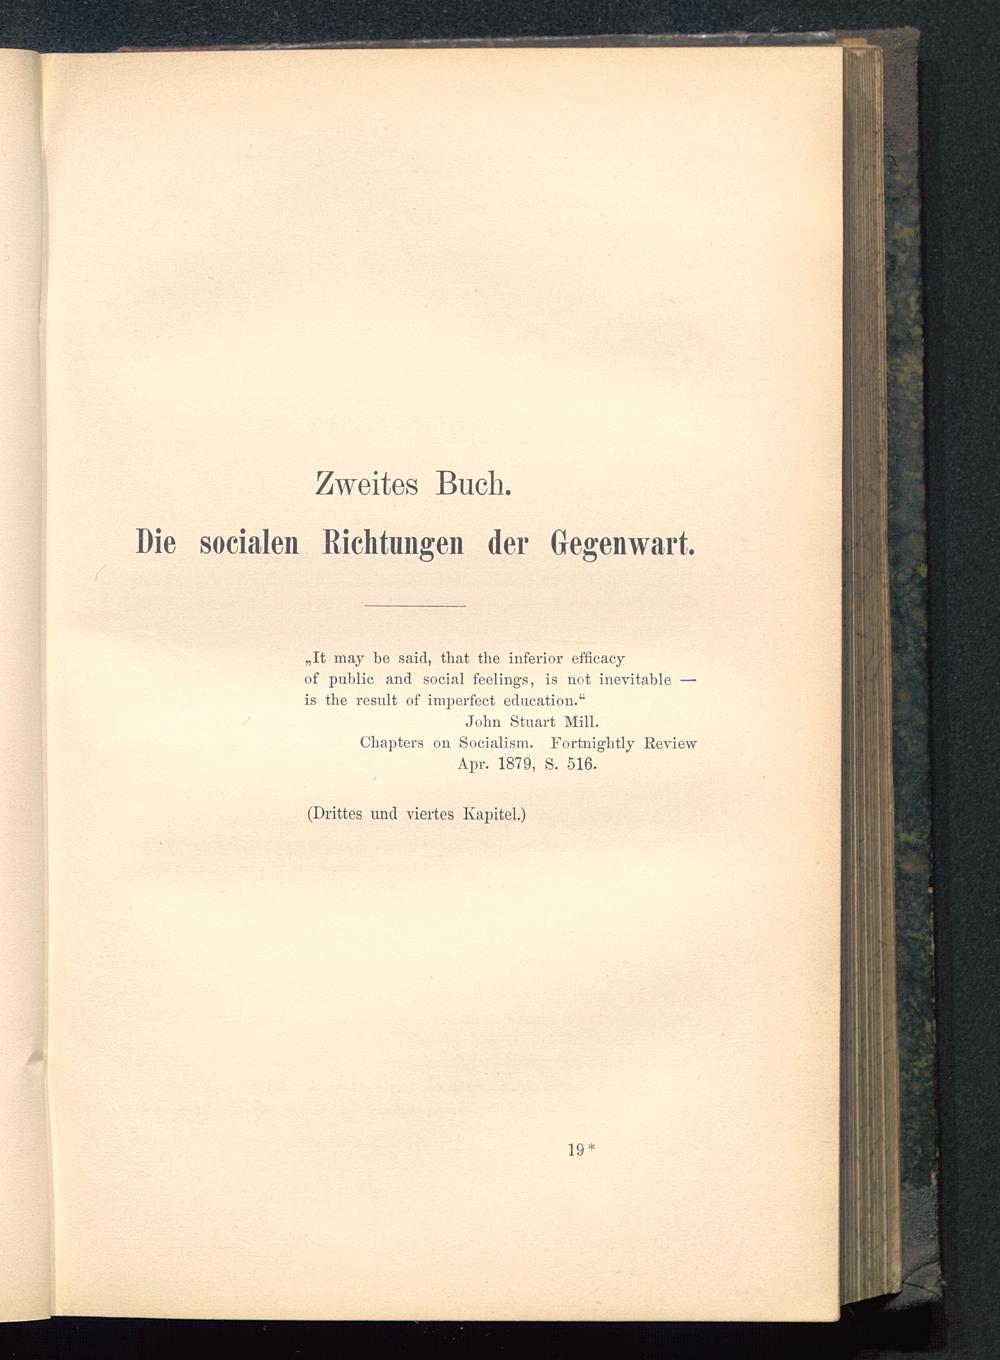 Zweites Buch.
Die socialen Richtungen der Gegenwart.
„It may be said, that the inferior efficacy
of public and social feelings, is not inevitable —
is the result of imperfect education.“
John Stuart Mill.
Chapters on Socialism. Fortnightly Review
Apr. 1879, S. 516.
(Drittes und viertes Kapitel.)
19*